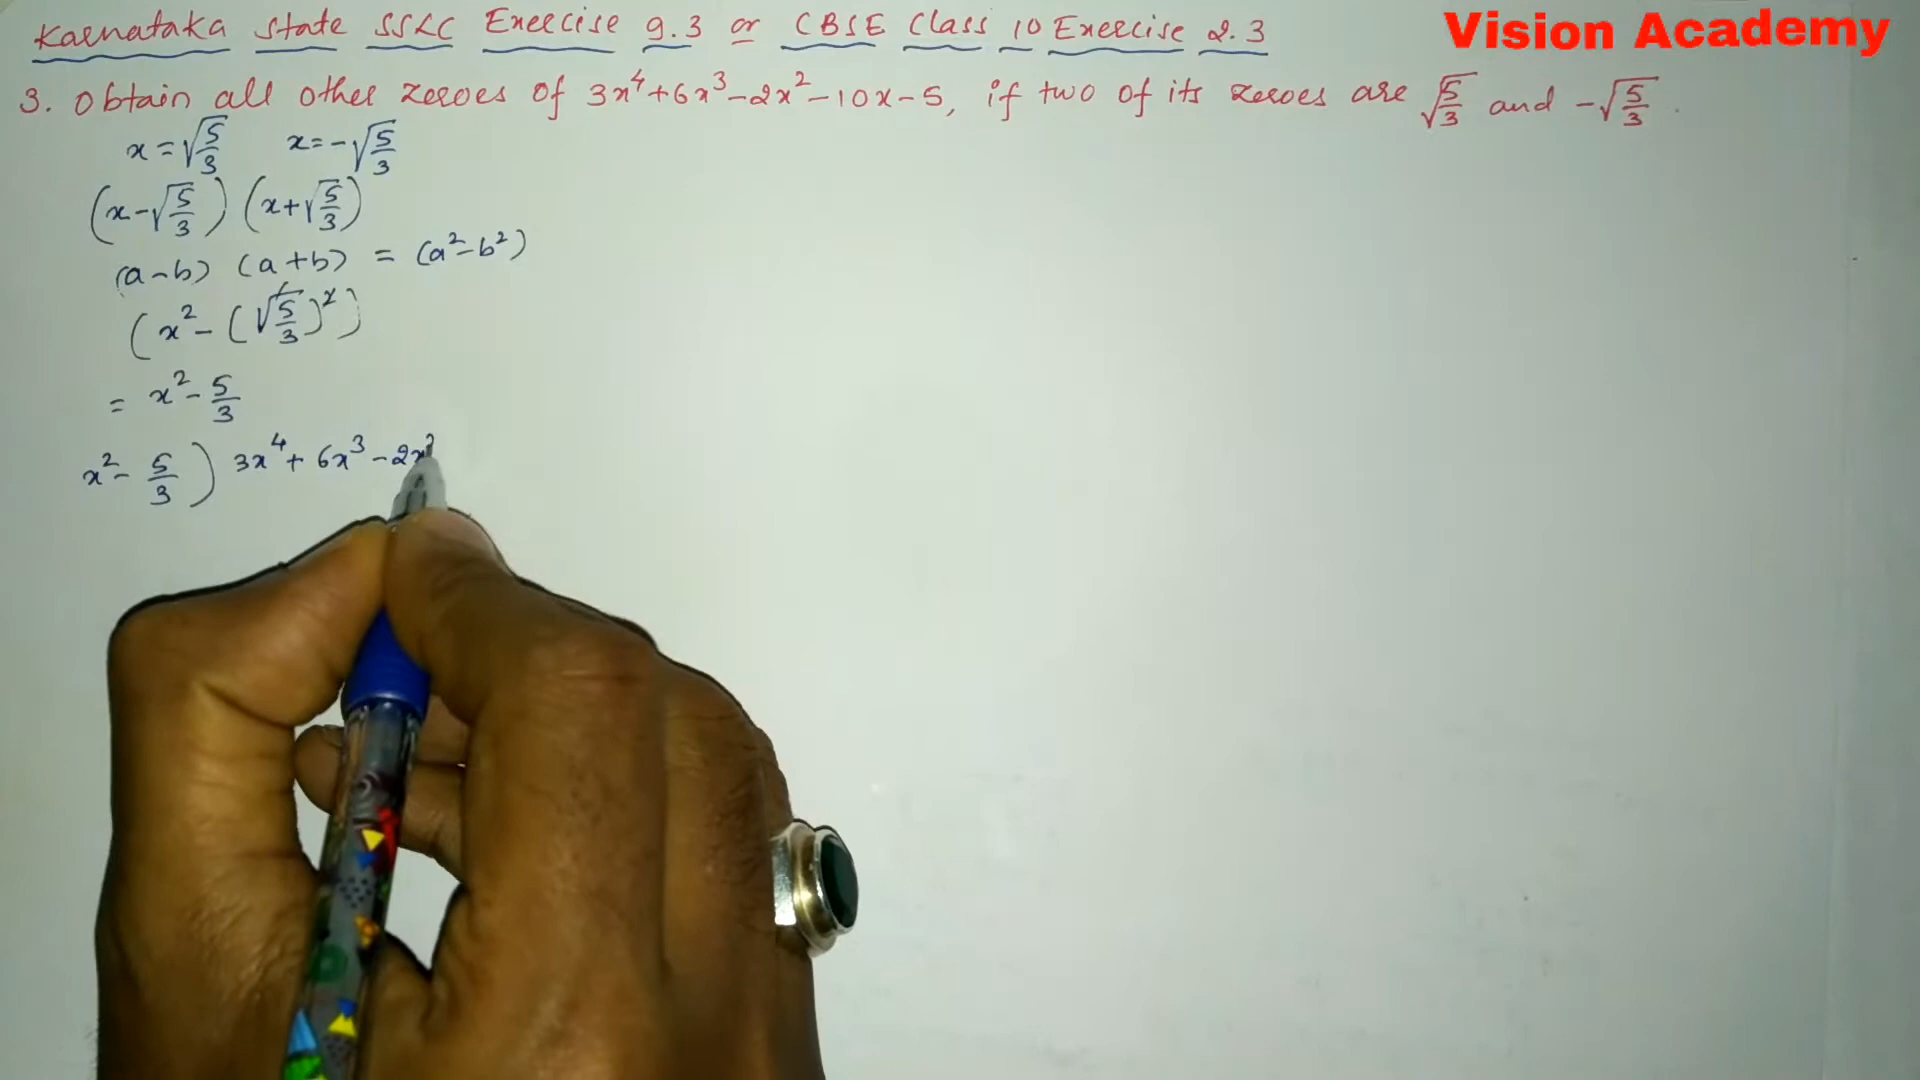 Karnataka State SSLC Exercise 9.3 or CBSE Class 10 Exercise 2.3
Vision Academy
3. Obtain all other zeroes of 3x⁴+6x³-2x²-10x-5, if two of its zeroes are √5/3 and -√5/3.
x=√5/3 x=-√5/3
(x-√5/3) (x+√5/3)
(a-b) (a+b) = (a²-b²)
(x²-(√5/3)²)
= x²-5/3
x²-5/3) 3x⁴+6x³-2x²